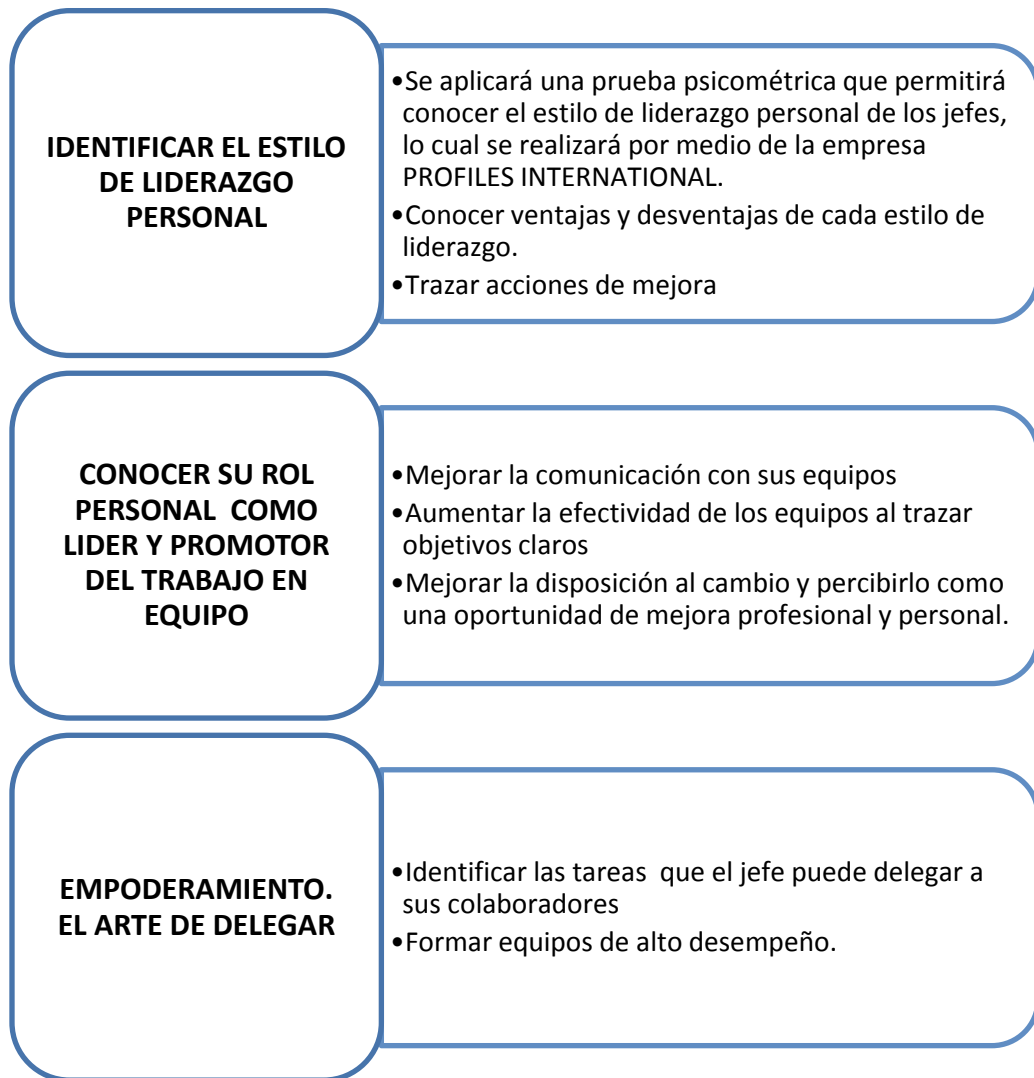 IDENTIFICAR EL ESTILO
DE LIDERAZGO
PERSONAL
•Se aplicará una prueba psicométrica que permitirá
conocer el estilo de liderazgo personal de los jefes,
lo cual se realizará por medio de la empresa
PROFILES INTERNATIONAL.
•Conocer ventajas y desventajas de cada estilo de
liderazgo.
•Trazar acciones de mejora
CONOCER SU ROL
PERSONAL COMO
LIDER Y PROMOTOR
DEL TRABAJO EN
EQUIPO
•Mejorar la comunicación con sus equipos
•Aumentar la efectividad de los equipos al trazar
objetivos claros
•Mejorar la disposición al cambio y percibirlo como
una oportunidad de mejora profesional y personal.
EMPODERAMIENTO.
EL ARTE DE DELEGAR
•Identificar las tareas que el jefe puede delegar a
sus colaboradores
•Formar equipos de alto desempeño.